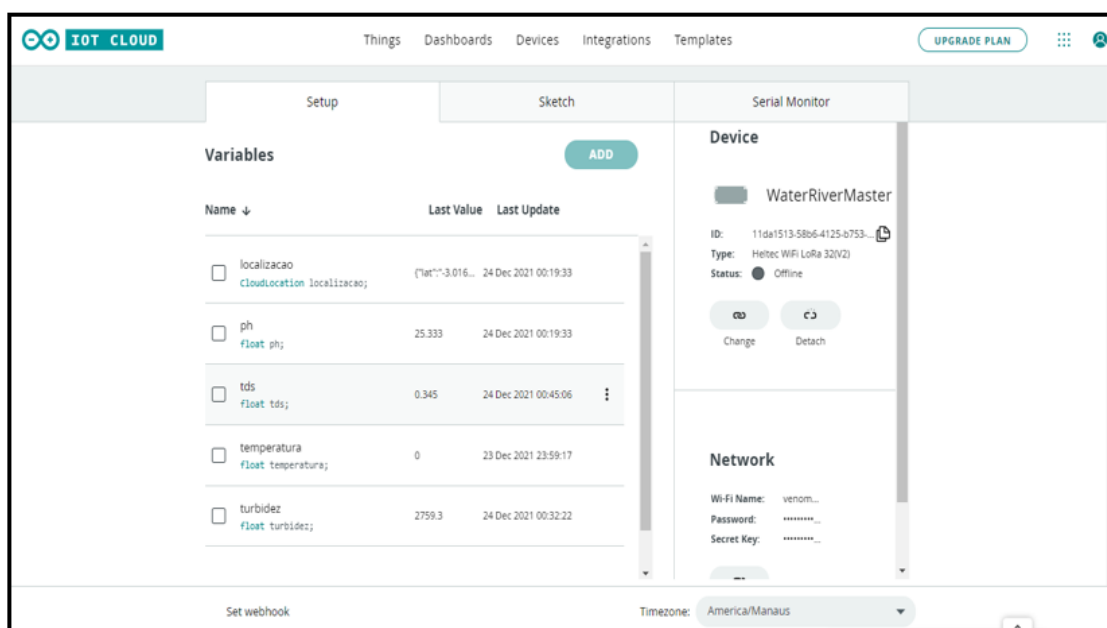 IOT CLOUD
Things Dashboards Devices Integrations Templates
UPGRADE PLAN
Setup Sketch Serial Monitor
Variables
ADD
Name ↓ Last Value Last Update
localizacao
CloudLocation localizacao;
{"lat":"-3.016... 24 Dec 2021 00:19:33
ph
float ph;
25.333 24 Dec 2021 00:19:33
tds
float tds;
0.345 24 Dec 2021 00:45:06
temperatura
float temperatura;
0 23 Dec 2021 23:59:17
turbidez
float turbidez;
2759.3 24 Dec 2021 00:32:22
Device
WaterRiverMaster
ID: 11da1513-58b6-4125-b753-...
Type: Heltec WiFi LoRa 32(V2)
Status: Offline
Change Detach
Network
Wi-Fi Name: venom...
Password: ••••••••• ...
Secret Key: ••••••••• ...
Set webhook
Timezone: America/Manaus